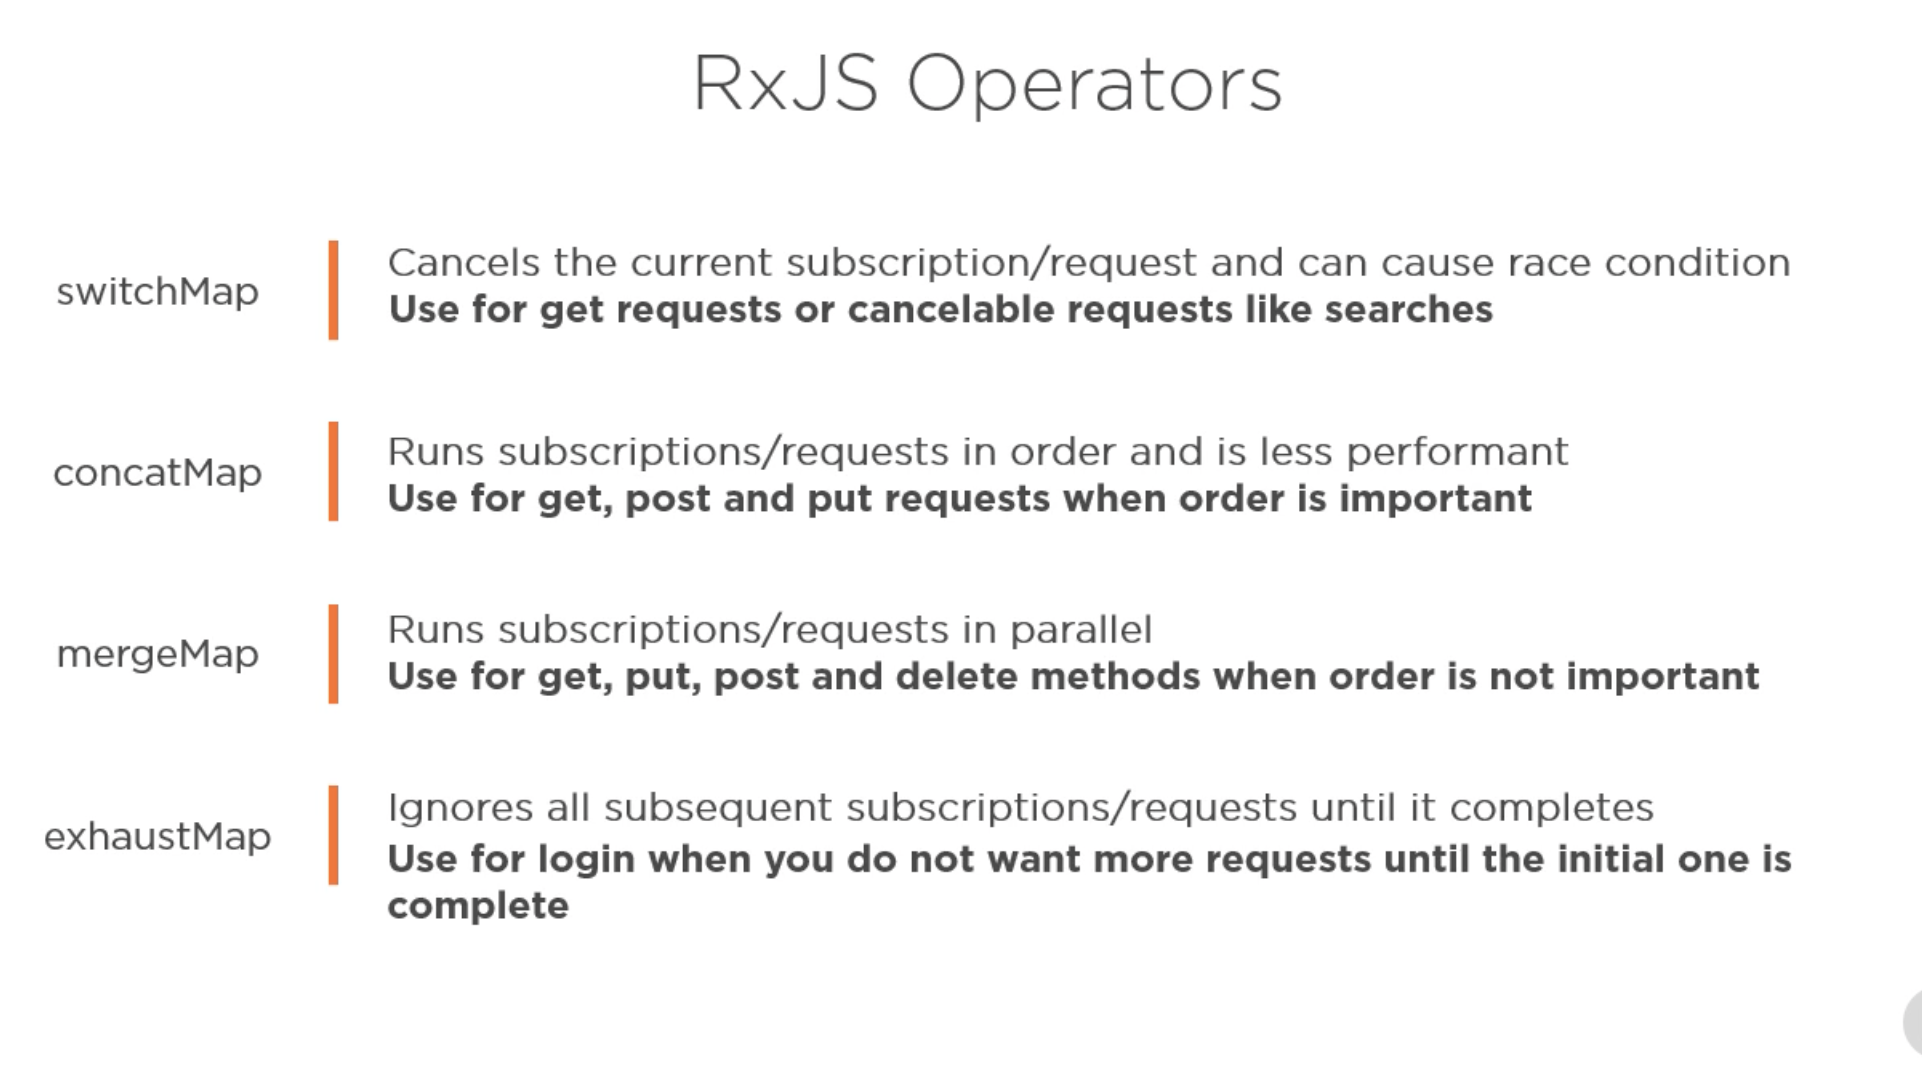 RxJS Operators
switchMap
Cancels the current subscription/request and can cause race condition
Use for get requests or cancelable requests like searches
concatMap
Runs subscriptions/requests in order and is less performant
Use for get, post and put requests when order is important
mergeMap
Runs subscriptions/requests in parallel
Use for get, put, post and delete methods when order is not important
exhaustMap
Ignores all subsequent subscriptions/requests until it completes
Use for login when you do not want more requests until the initial one is
complete